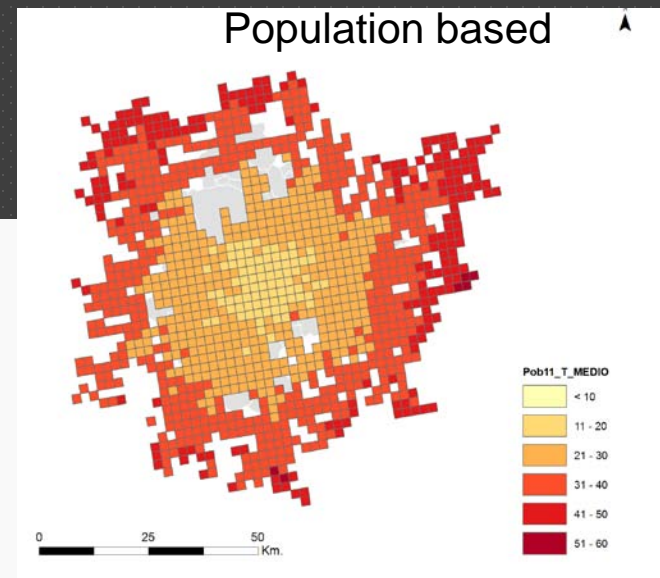 Population based
Pob11_T_MEDIO
< 10
11 - 20
21 - 30
31 - 40
41 - 50
51 - 60
0 25 50
Km.